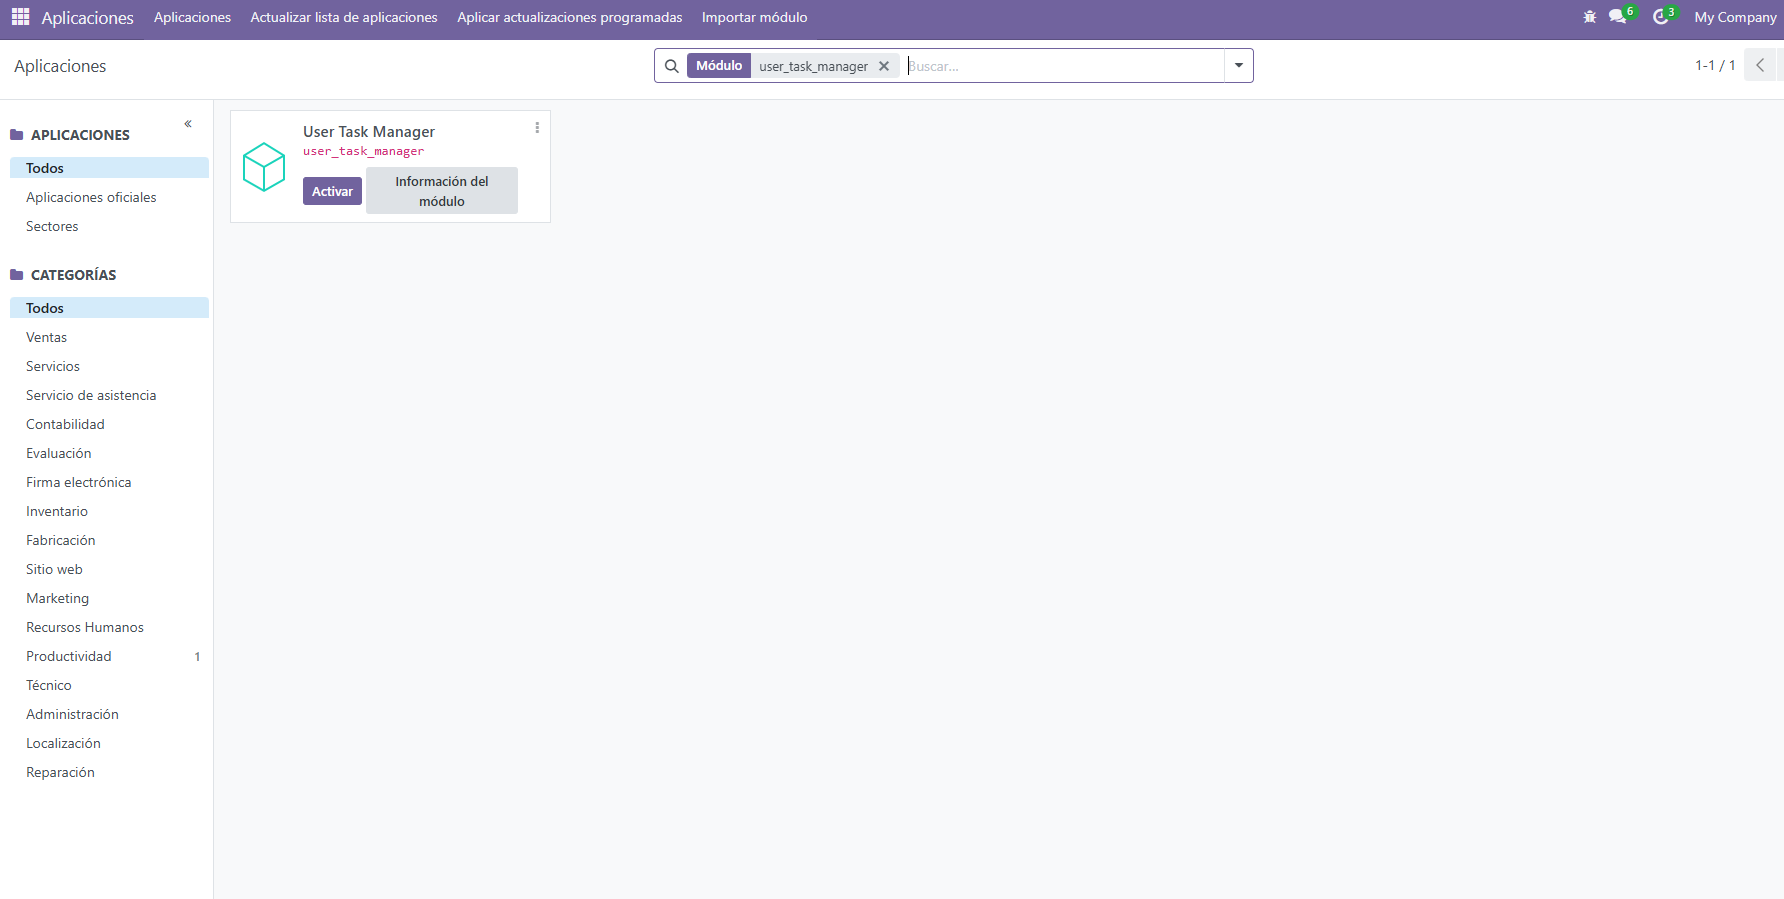 Aplicaciones Aplicaciones Actualizar lista de aplicaciones Aplicar actualizaciones programadas Importar módulo 6 3 My Company
Aplicaciones Módulo user_task_manager Buscar... 1-1 / 1
APLICACIONES
Todos
Aplicaciones oficiales
Sectores
CATEGORÍAS
Todos
Ventas
Servicios
Servicio de asistencia
Contabilidad
Evaluación
Firma electrónica
Inventario
Fabricación
Sitio web
Marketing
Recursos Humanos
Productividad 1
Técnico
Administración
Localización
Reparación
User Task Manager
user_task_manager
Activar
Información del
módulo